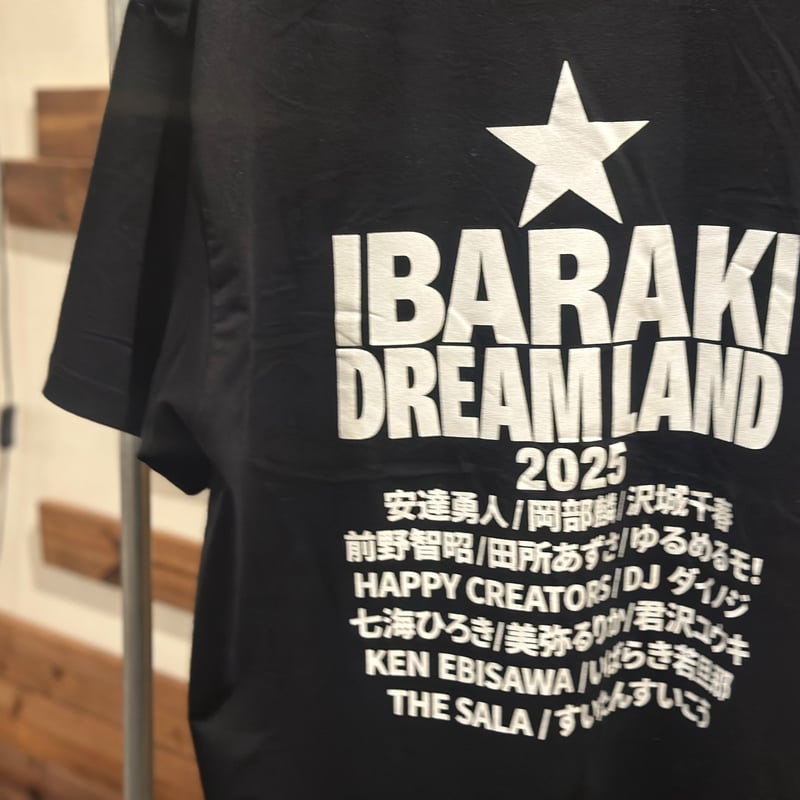 IBARAKI
DREAM LAND
2025
安達勇人/岡部麟/沢城千春
前野智昭/田所あずさ/ゆるめるモ!
HAPPY CREATORS/DJ ダイノジ
七海ひろき/美弥るりか/君沢ユウキ
KEN EBISAWA/いばらき若旦那
THE SALA/すいたんすいこう